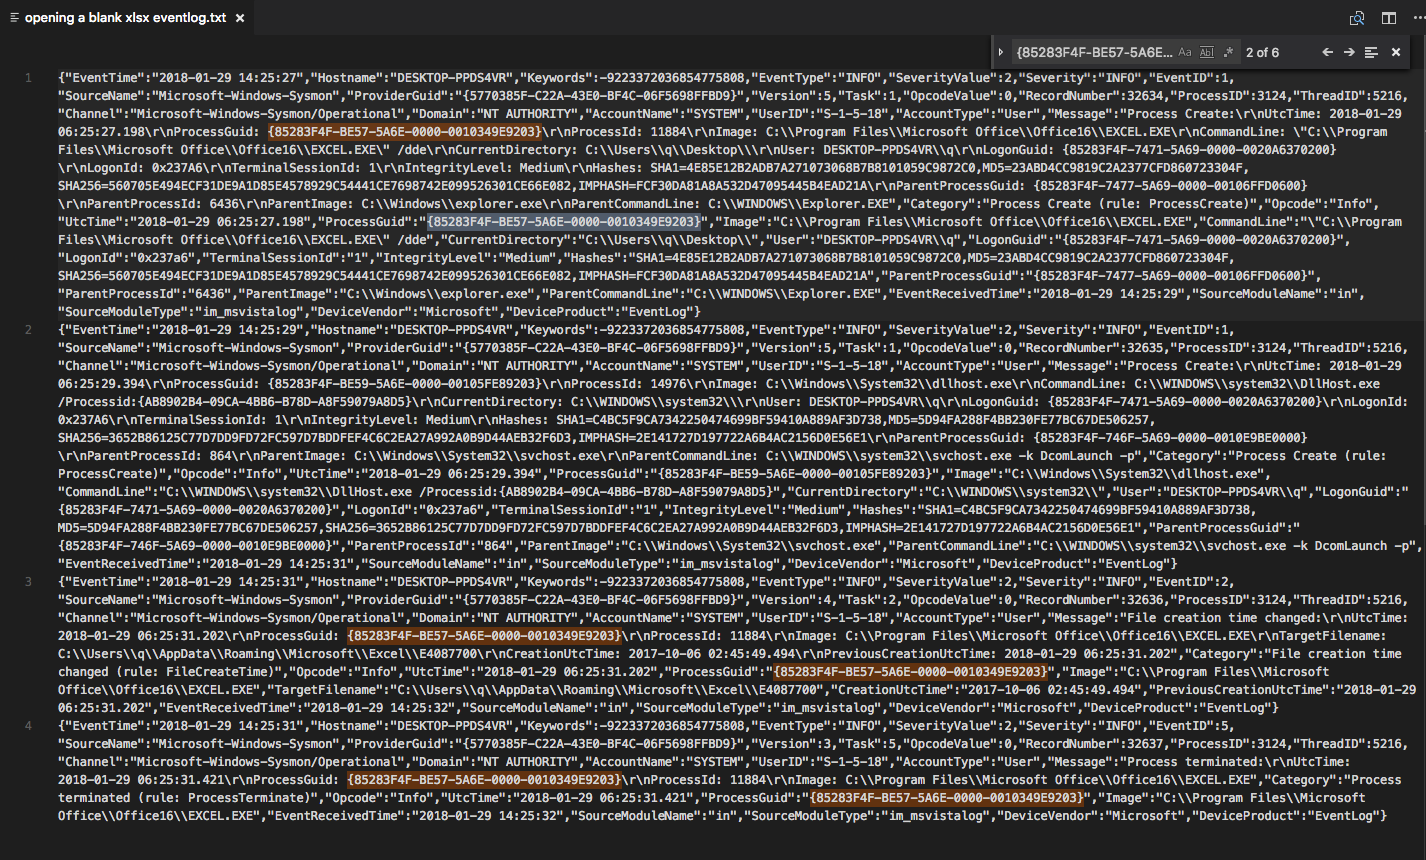 opening a blank xlsx eventlog.txt ×
{85283F4F-BE57-5A6E... Aa Abl .* 2 of 6
1 {"EventTime":"2018-01-29 14:25:27","Hostname":"DESKTOP-PPDS4VR","Keywords":-9223372036854775808,"EventType":"INFO","SeverityValue":2,"Severity":"INFO","EventID":1,
"SourceName":"Microsoft-Windows-Sysmon","ProviderGuid":"{5770385F-C22A-43E0-BF4C-06F5698FFBD9}","Version":5,"Task":1,"OpcodeValue":0,"RecordNumber":32634,"ProcessID":3124,"ThreadID":5216,
"Channel":"Microsoft-Windows-Sysmon/Operational","Domain":"NT AUTHORITY","AccountName":"SYSTEM","UserID":"S-1-5-18","AccountType":"User","Message":"Process Create:\r\nUtcTime: 2018-01-29
06:25:27.198\r\nProcessGuid: {85283F4F-BE57-5A6E-0000-0010349E9203}\r\nProcessId: 11884\r\nImage: C:\\Program Files\\Microsoft Office\\Office16\\EXCEL.EXE\r\nCommandLine: \"C:\\Program
Files\\Microsoft Office\\Office16\\EXCEL.EXE\" /dde\r\nCurrentDirectory: C:\\Users\\q\\Desktop\\\r\nUser: DESKTOP-PPDS4VR\\q\r\nLogonGuid: {85283F4F-7471-5A69-0000-0020A6370200}
\r\nLogonId: 0x237A6\r\nTerminalSessionId: 1\r\nIntegrityLevel: Medium\r\nHashes: SHA1=4E85E12B2ADB7A271073068B7B8101059C9872C0,MD5=23ABD4CC9819C2A2377CFD860723304F,
SHA256=560705E494ECF31DE9A1D85E4578929C54441CE7698742E099526301CE66E082,IMPHASH=FCF30DA81A8A532D47095445B4EAD21A\r\nParentProcessGuid: {85283F4F-7477-5A69-0000-00106FFD0600}
\r\nParentProcessId: 6436\r\nParentImage: C:\\Windows\\explorer.exe\r\nParentCommandLine: C:\\WINDOWS\\Explorer.EXE","Category":"Process Create (rule: ProcessCreate)","Opcode":"Info",
"UtcTime":"2018-01-29 06:25:27.198","ProcessGuid":"{85283F4F-BE57-5A6E-0000-0010349E9203}","Image":"C:\\Program Files\\Microsoft Office\\Office16\\EXCEL.EXE","CommandLine":"\"C:\\Program
Files\\Microsoft Office\\Office16\\EXCEL.EXE\" /dde","CurrentDirectory":"C:\\Users\\q\\Desktop\\","User":"DESKTOP-PPDS4VR\\q","LogonGuid":"{85283F4F-7471-5A69-0000-0020A6370200}",
"LogonId":"0x237a6","TerminalSessionId":"1","IntegrityLevel":"Medium","Hashes":"SHA1=4E85E12B2ADB7A271073068B7B8101059C9872C0,MD5=23ABD4CC9819C2A2377CFD860723304F,
SHA256=560705E494ECF31DE9A1D85E4578929C54441CE7698742E099526301CE66E082,IMPHASH=FCF30DA81A8A532D47095445B4EAD21A","ParentProcessGuid":"{85283F4F-7477-5A69-0000-00106FFD0600}",
"ParentProcessId":"6436","ParentImage":"C:\\Windows\\explorer.exe","ParentCommandLine":"C:\\WINDOWS\\Explorer.EXE","EventReceivedTime":"2018-01-29 14:25:29","SourceModuleName":"in",
"SourceModuleType":"im_msvistalog","DeviceVendor":"Microsoft","DeviceProduct":"EventLog"}
2 {"EventTime":"2018-01-29 14:25:29","Hostname":"DESKTOP-PPDS4VR","Keywords":-9223372036854775808,"EventType":"INFO","SeverityValue":2,"Severity":"INFO","EventID":1,
"SourceName":"Microsoft-Windows-Sysmon","ProviderGuid":"{5770385F-C22A-43E0-BF4C-06F5698FFBD9}","Version":5,"Task":1,"OpcodeValue":0,"RecordNumber":32635,"ProcessID":3124,"ThreadID":5216,
"Channel":"Microsoft-Windows-Sysmon/Operational","Domain":"NT AUTHORITY","AccountName":"SYSTEM","UserID":"S-1-5-18","AccountType":"User","Message":"Process Create:\r\nUtcTime: 2018-01-29
06:25:29.394\r\nProcessGuid: {85283F4F-BE59-5A6E-0000-00105FE89203}\r\nProcessId: 14976\r\nImage: C:\\Windows\\System32\\dllhost.exe\r\nCommandLine: C:\\WINDOWS\\system32\\DllHost.exe
/Processid:{AB8902B4-09CA-4BB6-B78D-A8F59079A8D5}\r\nCurrentDirectory: C:\\WINDOWS\\system32\\\r\nUser: DESKTOP-PPDS4VR\\q\r\nLogonGuid: {85283F4F-7471-5A69-0000-0020A6370200}\r\nLogonId:
0x237A6\r\nTerminalSessionId: 1\r\nIntegrityLevel: Medium\r\nHashes: SHA1=C4BC5F9CA7342250474699BF59410A889AF3D738,MD5=5D94FA288F4BB230FE77BC67DE506257,
SHA256=3652B86125C77D7DD9FD72FC597D7BDDFEF4C6C2EA27A992A0B9D44AEB32F6D3,IMPHASH=2E141727D197722A6B4AC2156D0E56E1\r\nParentProcessGuid: {85283F4F-746F-5A69-0000-0010E9BE0000}
\r\nParentProcessId: 864\r\nParentImage: C:\\Windows\\System32\\svchost.exe\r\nParentCommandLine: C:\\WINDOWS\\system32\\svchost.exe -k DcomLaunch -p","Category":"Process Create (rule:
ProcessCreate)","Opcode":"Info","UtcTime":"2018-01-29 06:25:29.394","ProcessGuid":"{85283F4F-BE59-5A6E-0000-00105FE89203}","Image":"C:\\Windows\\System32\\dllhost.exe",
"CommandLine":"C:\\WINDOWS\\system32\\DllHost.exe /Processid:{AB8902B4-09CA-4BB6-B78D-A8F59079A8D5}","CurrentDirectory":"C:\\WINDOWS\\system32\\","User":"DESKTOP-PPDS4VR\\q","LogonGuid":"
{85283F4F-7471-5A69-0000-0020A6370200}","LogonId":"0x237a6","TerminalSessionId":"1","IntegrityLevel":"Medium","Hashes":"SHA1=C4BC5F9CA7342250474699BF59410A889AF3D738,
MD5=5D94FA288F4BB230FE77BC67DE506257,SHA256=3652B86125C77D7DD9FD72FC597D7BDDFEF4C6C2EA27A992A0B9D44AEB32F6D3,IMPHASH=2E141727D197722A6B4AC2156D0E56E1","ParentProcessGuid":"
{85283F4F-746F-5A69-0000-0010E9BE0000}","ParentProcessId":"864","ParentImage":"C:\\Windows\\System32\\svchost.exe","ParentCommandLine":"C:\\WINDOWS\\system32\\svchost.exe -k DcomLaunch -p",
"EventReceivedTime":"2018-01-29 14:25:31","SourceModuleName":"in","SourceModuleType":"im_msvistalog","DeviceVendor":"Microsoft","DeviceProduct":"EventLog"}
3 {"EventTime":"2018-01-29 14:25:31","Hostname":"DESKTOP-PPDS4VR","Keywords":-9223372036854775808,"EventType":"INFO","SeverityValue":2,"Severity":"INFO","EventID":2,
"SourceName":"Microsoft-Windows-Sysmon","ProviderGuid":"{5770385F-C22A-43E0-BF4C-06F5698FFBD9}","Version":4,"Task":2,"OpcodeValue":0,"RecordNumber":32636,"ProcessID":3124,"ThreadID":5216,
"Channel":"Microsoft-Windows-Sysmon/Operational","Domain":"NT AUTHORITY","AccountName":"SYSTEM","UserID":"S-1-5-18","AccountType":"User","Message":"File creation time changed:\r\nUtcTime:
2018-01-29 06:25:31.202\r\nProcessGuid: {85283F4F-BE57-5A6E-0000-0010349E9203}\r\nProcessId: 11884\r\nImage: C:\\Program Files\\Microsoft Office\\Office16\\EXCEL.EXE\r\nTargetFilename:
C:\\Users\\q\\AppData\\Roaming\\Microsoft\\Excel\\E4087700\r\nCreationUtcTime: 2017-10-06 02:45:49.494\r\nPreviousCreationUtcTime: 2018-01-29 06:25:31.202","Category":"File creation time
changed (rule: FileCreateTime)","Opcode":"Info","UtcTime":"2018-01-29 06:25:31.202","ProcessGuid":"{85283F4F-BE57-5A6E-0000-0010349E9203}","Image":"C:\\Program Files\\Microsoft
Office\\Office16\\EXCEL.EXE","TargetFilename":"C:\\Users\\q\\AppData\\Roaming\\Microsoft\\Excel\\E4087700","CreationUtcTime":"2017-10-06 02:45:49.494","PreviousCreationUtcTime":"2018-01-29
06:25:31.202","EventReceivedTime":"2018-01-29 14:25:32","SourceModuleName":"in","SourceModuleType":"im_msvistalog","DeviceVendor":"Microsoft","DeviceProduct":"EventLog"}
4 {"EventTime":"2018-01-29 14:25:31","Hostname":"DESKTOP-PPDS4VR","Keywords":-9223372036854775808,"EventType":"INFO","SeverityValue":2,"Severity":"INFO","EventID":5,
"SourceName":"Microsoft-Windows-Sysmon","ProviderGuid":"{5770385F-C22A-43E0-BF4C-06F5698FFBD9}","Version":3,"Task":5,"OpcodeValue":0,"RecordNumber":32637,"ProcessID":3124,"ThreadID":5216,
"Channel":"Microsoft-Windows-Sysmon/Operational","Domain":"NT AUTHORITY","AccountName":"SYSTEM","UserID":"S-1-5-18","AccountType":"User","Message":"Process terminated:\r\nUtcTime:
2018-01-29 06:25:31.421\r\nProcessGuid: {85283F4F-BE57-5A6E-0000-0010349E9203}\r\nProcessId: 11884\r\nImage: C:\\Program Files\\Microsoft Office\\Office16\\EXCEL.EXE","Category":"Process
terminated (rule: ProcessTerminate)","Opcode":"Info","UtcTime":"2018-01-29 06:25:31.421","ProcessGuid":"{85283F4F-BE57-5A6E-0000-0010349E9203}","Image":"C:\\Program Files\\Microsoft
Office\\Office16\\EXCEL.EXE","EventReceivedTime":"2018-01-29 14:25:32","SourceModuleName":"in","SourceModuleType":"im_msvistalog","DeviceVendor":"Microsoft","DeviceProduct":"EventLog"}